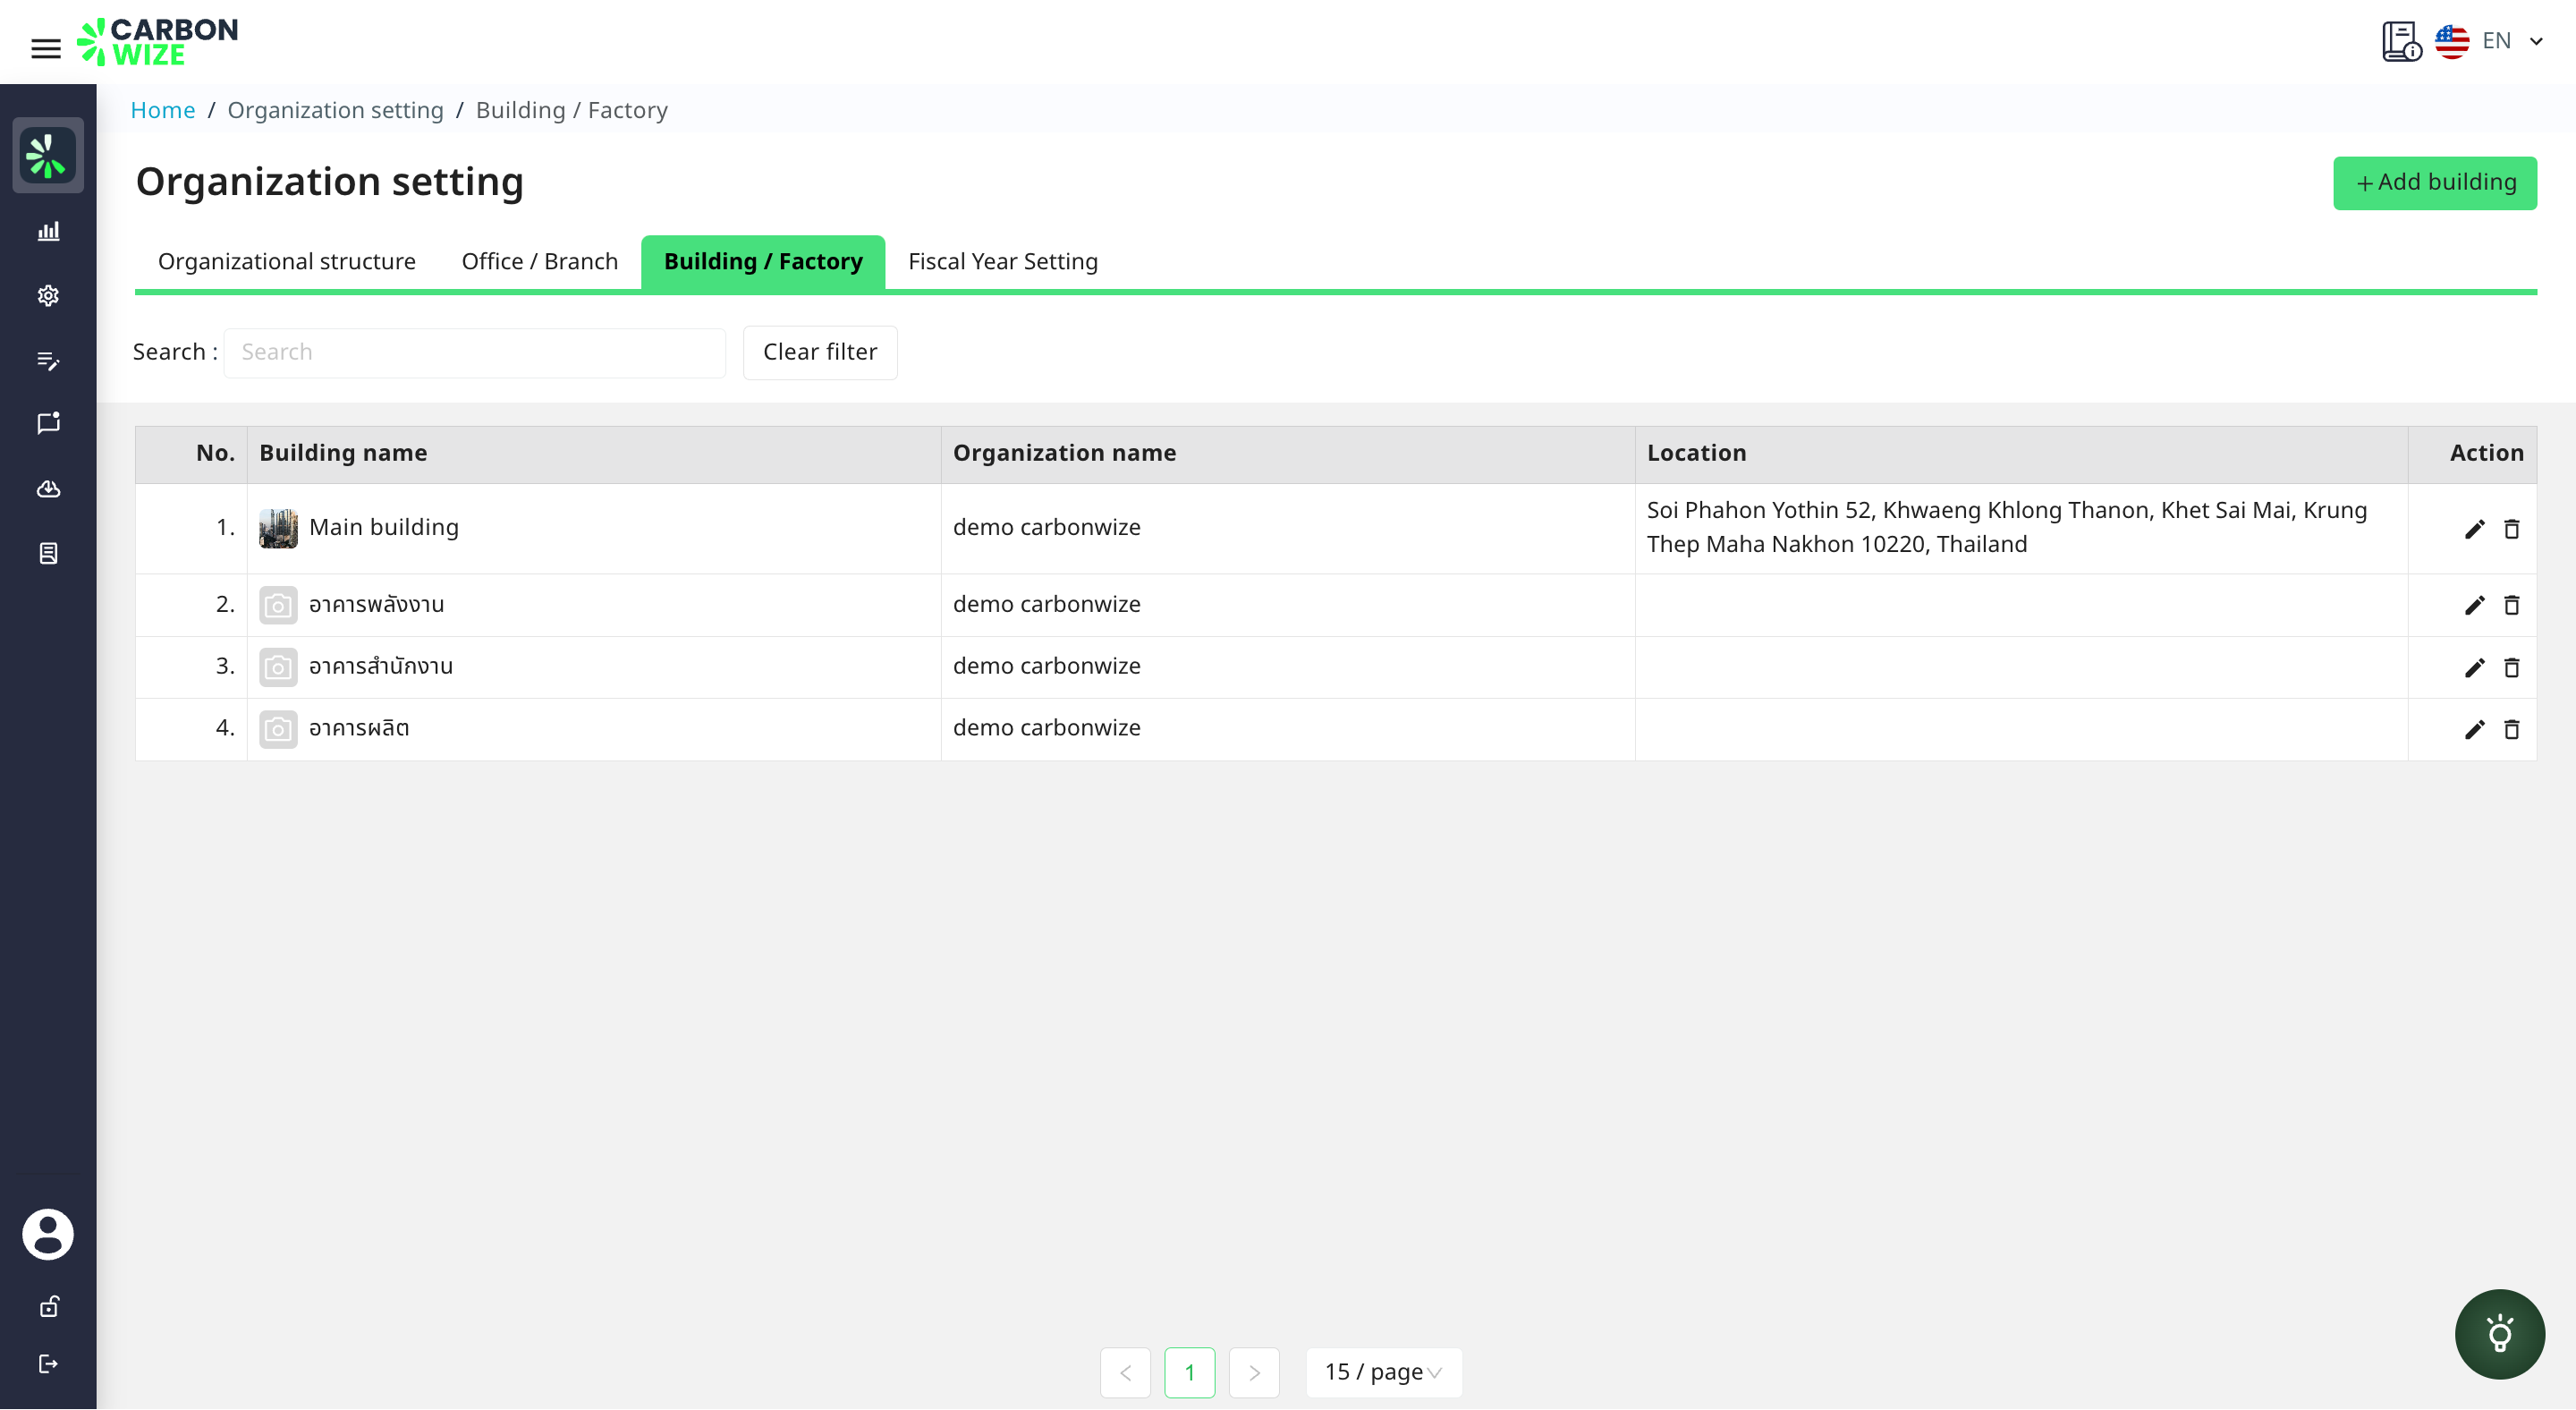 CARBON
WIZE
EN
Home / Organization setting / Building / Factory
Organization setting
+ Add building
Organizational structure Office / Branch Building / Factory Fiscal Year Setting
Search : Search Clear filter
No. Building name Organization name Location Action
1. Main building demo carbonwize Soi Phahon Yothin 52, Khwaeng Khlong Thanon, Khet Sai Mai, Krung
Thep Maha Nakhon 10220, Thailand
2. อาคารพลังงาน demo carbonwize
3. อาคารสำนักงาน demo carbonwize
4. อาคารผลิต demo carbonwize
< 1 > 15 / page